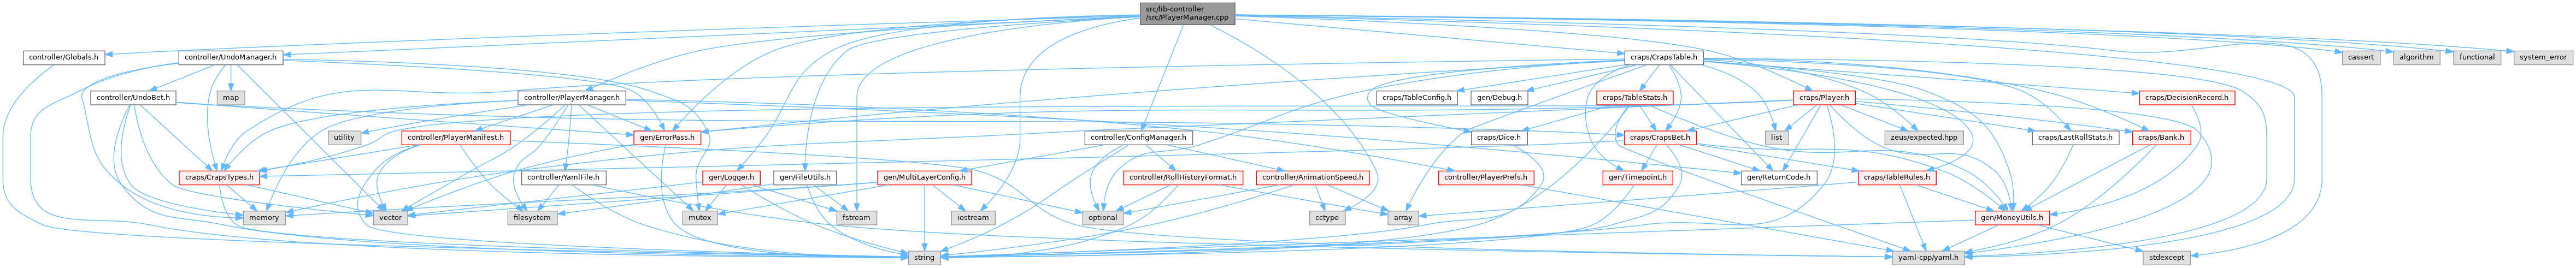 src/lib-controller
/src/PlayerManager.cpp
controller/Globals.h
controller/UndoManager.h
craps/CrapsTable.h
cassert
algorithm
functional
system_error
controller/UndoBet.h
map
controller/PlayerManager.h
craps/TableConfig.h
gen/Debug.h
craps/TableStats.h
craps/Player.h
craps/DecisionRecord.h
utility
controller/PlayerManifest.h
gen/ErrorPass.h
controller/ConfigManager.h
craps/Dice.h
craps/CrapsBet.h
list
zeus/expected.hpp
craps/LastRollStats.h
craps/Bank.h
craps/CrapsTypes.h
controller/YamlFile.h
gen/Logger.h
gen/FileUtils.h
gen/MultiLayerConfig.h
controller/RollHistoryFormat.h
controller/AnimationSpeed.h
controller/PlayerPrefs.h
gen/Timepoint.h
gen/ReturnCode.h
craps/TableRules.h
memory
vector
filesystem
mutex
fstream
iostream
optional
cctype
array
gen/MoneyUtils.h
string
yaml-cpp/yaml.h
stdexcept